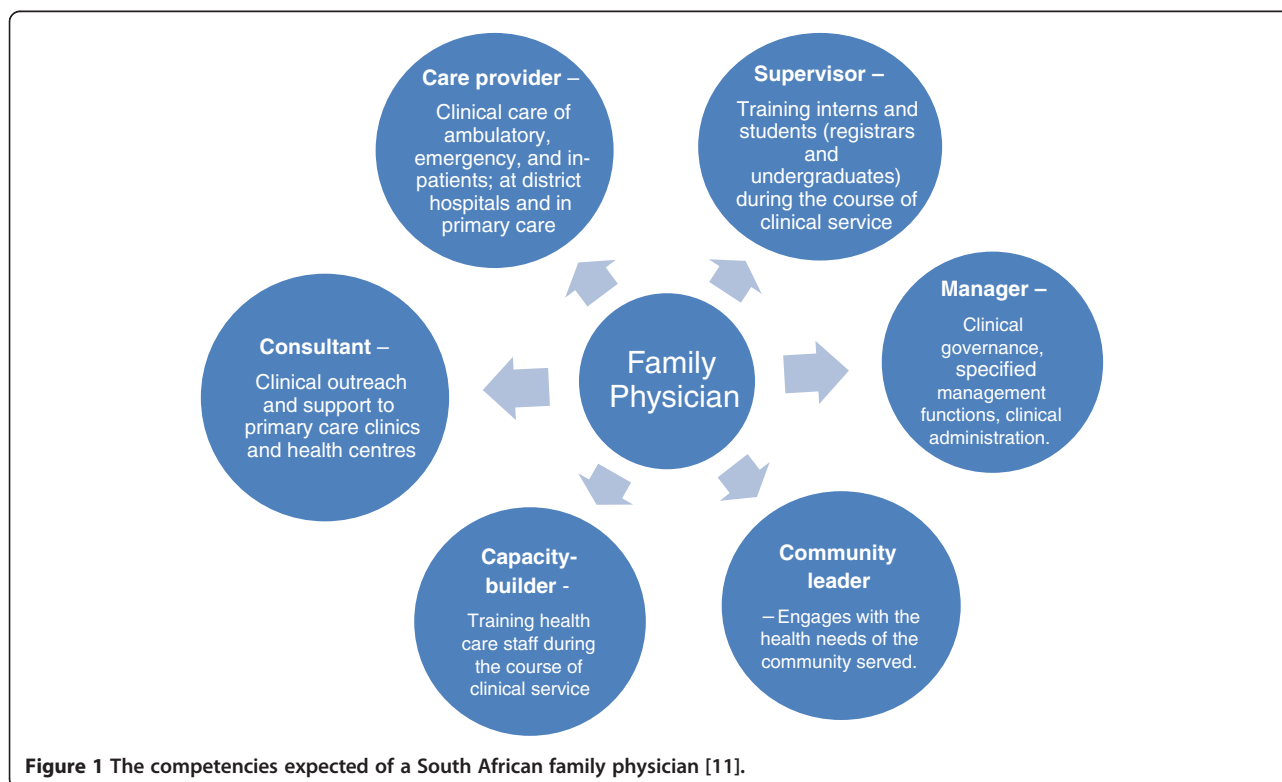 Care provider –
Clinical care of
ambulatory,
emergency, and in-
patients; at district
hospitals and in
primary care
Supervisor –
Training interns and
students (registrars
and
undergraduates)
during the course of
clinical service
Manager –
Clinical
governance,
specified
management
functions, clinical
administration.
Consultant –
Clinical outreach
and support to
primary care clinics
and health centres
Family
Physician
Capacity-
builder -
Training health
care staff during
the course of
clinical service
Community
leader
– Engages with the
health needs of the
community served.
Figure 1 The competencies expected of a South African family physician [11].